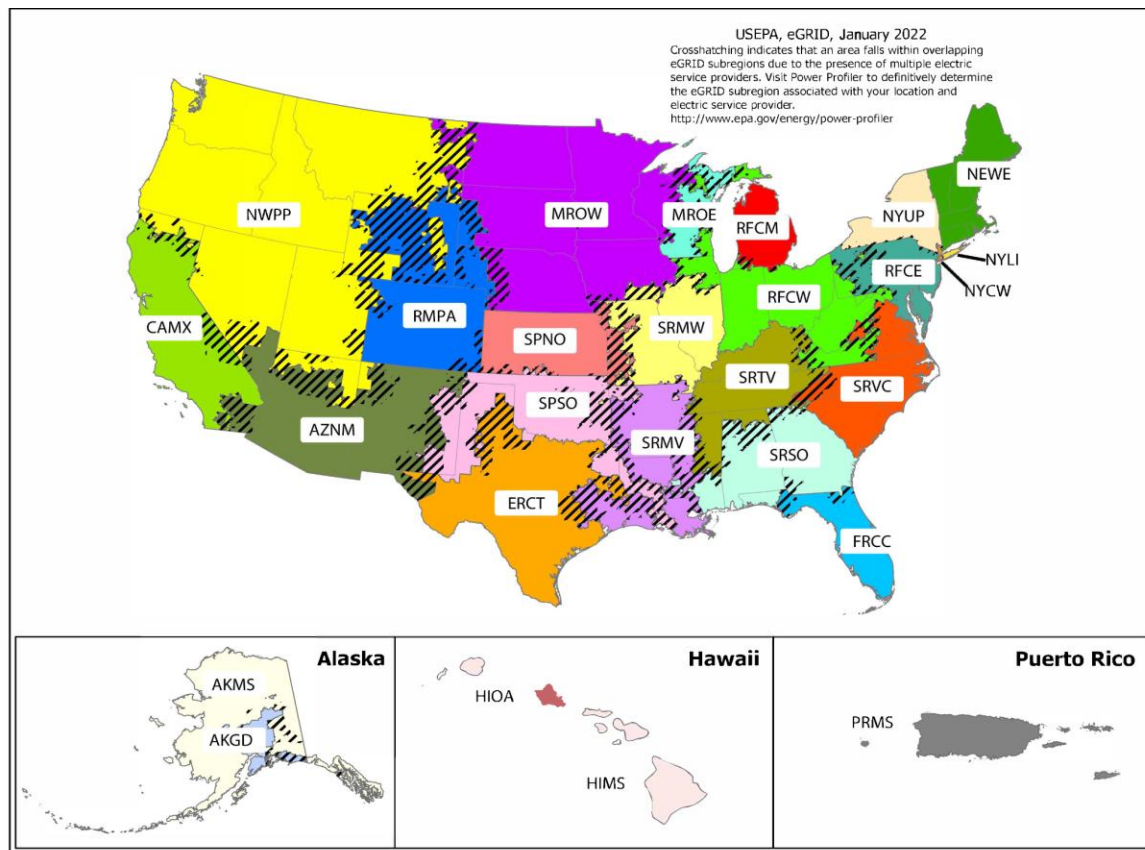 USEPA, eGRID, January 2022
Crosshatching indicates that an area falls within overlapping
eGRID subregions due to the presence of multiple electric
service providers. Visit Power Profiler to definitively determine
the eGRID subregion associated with your location and
electric service provider.
http://www.epa.gov/energy/power-profiler
NEWE
NWPP
MROW
MROE
NYUP
RFCM
NYLI
RFCE
NYCW
RFCW
CAMX
RMPA
SRMW
SPNO
SRTV
SRVC
SPSO
AZNM
SRMV
SRSO
ERCT
FRCC
Alaska
AKMS
AKGD
Hawaii
HIOA
HIMS
Puerto Rico
PRMS